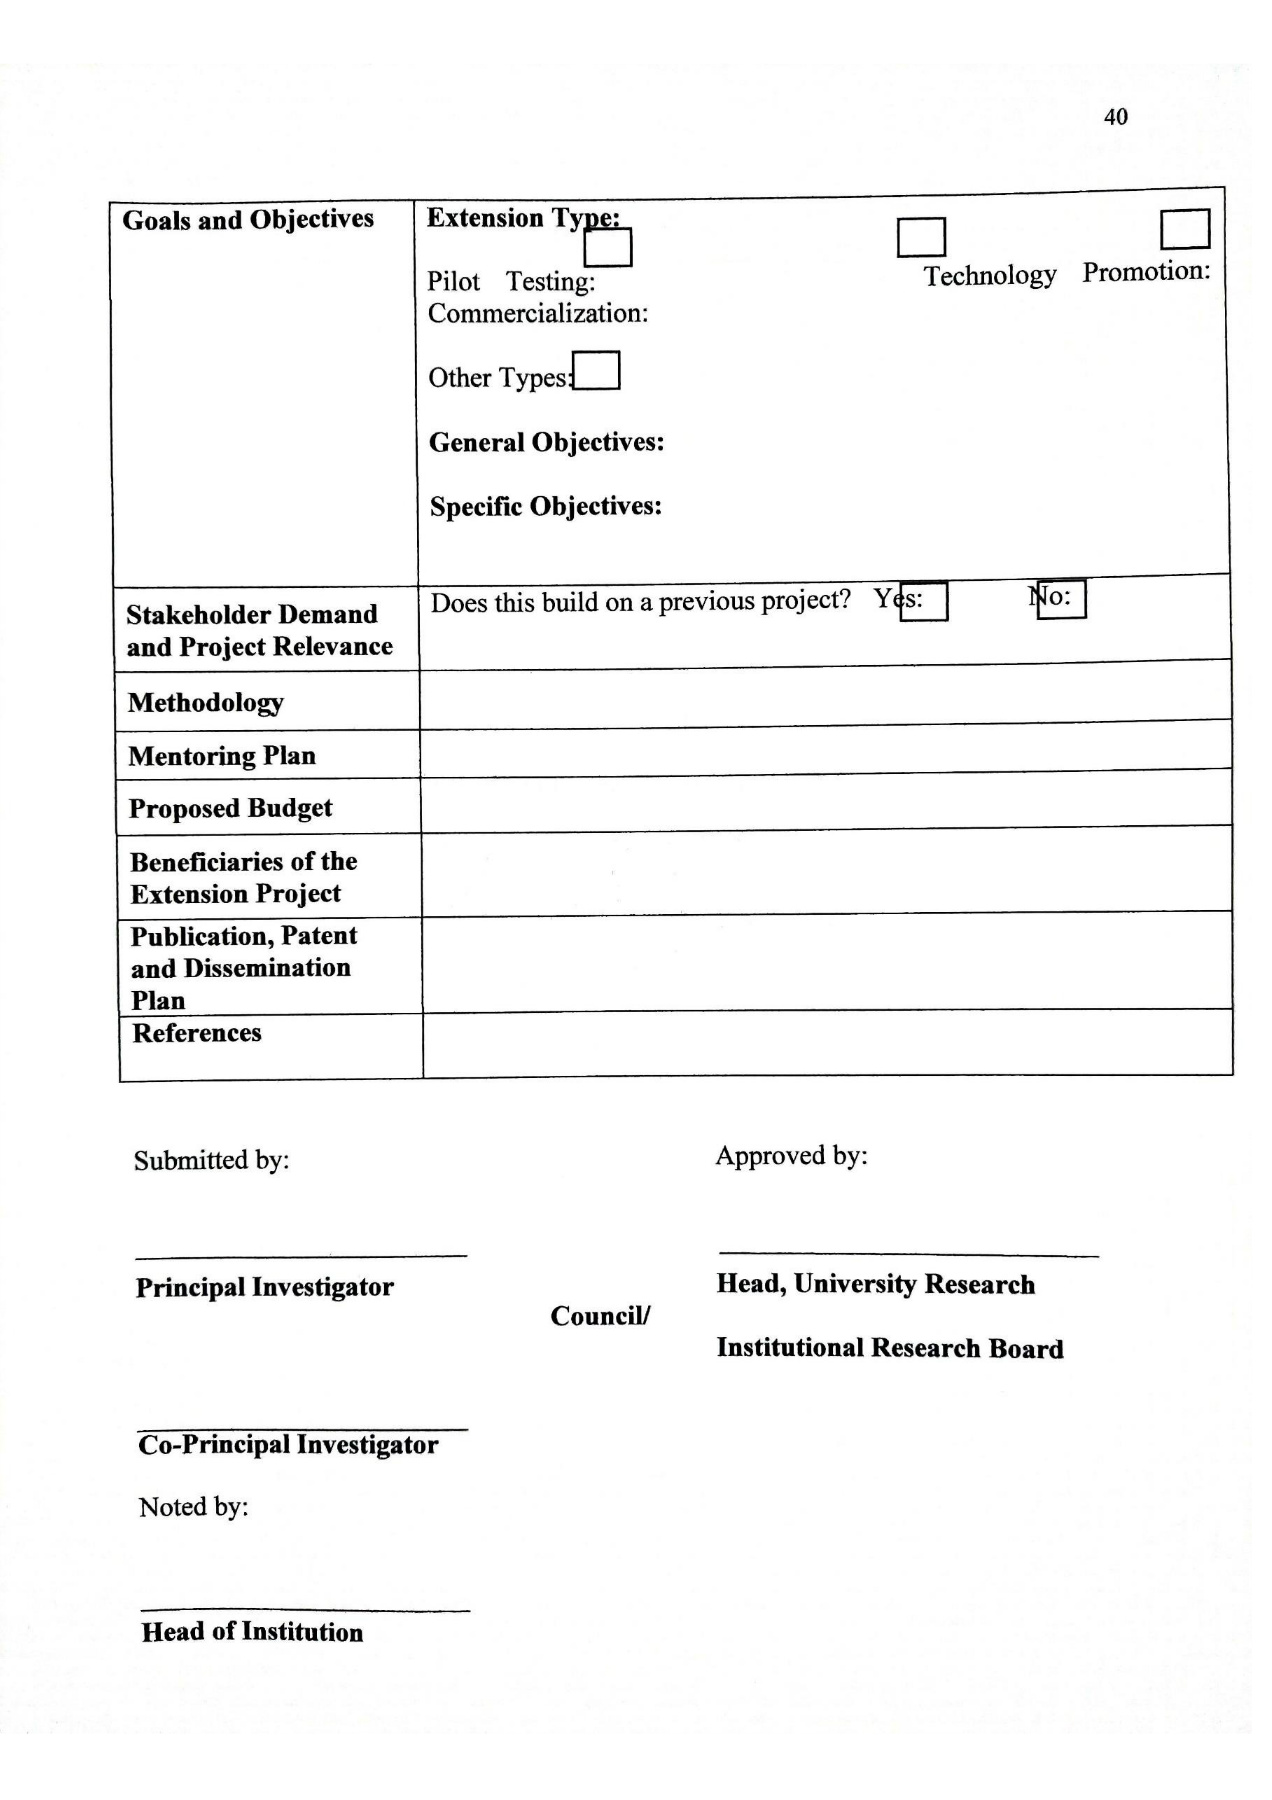 40
Goals and Objectives
Extension Type:
Pilot Testing: Technology Promotion:
Commercialization:
Other Types:
General Objectives:
Specific Objectives:
Stakeholder Demand
and Project Relevance
Does this build on a previous project? Yes: No:
Methodology
Mentoring Plan
Proposed Budget
Beneficiaries of the
Extension Project
Publication, Patent
and Dissemination
Plan
References
Submitted by: Approved by:
Principal Investigator Head, University Research
Council/
Institutional Research Board
Co-Principal Investigator
Noted by:
Head of Institution